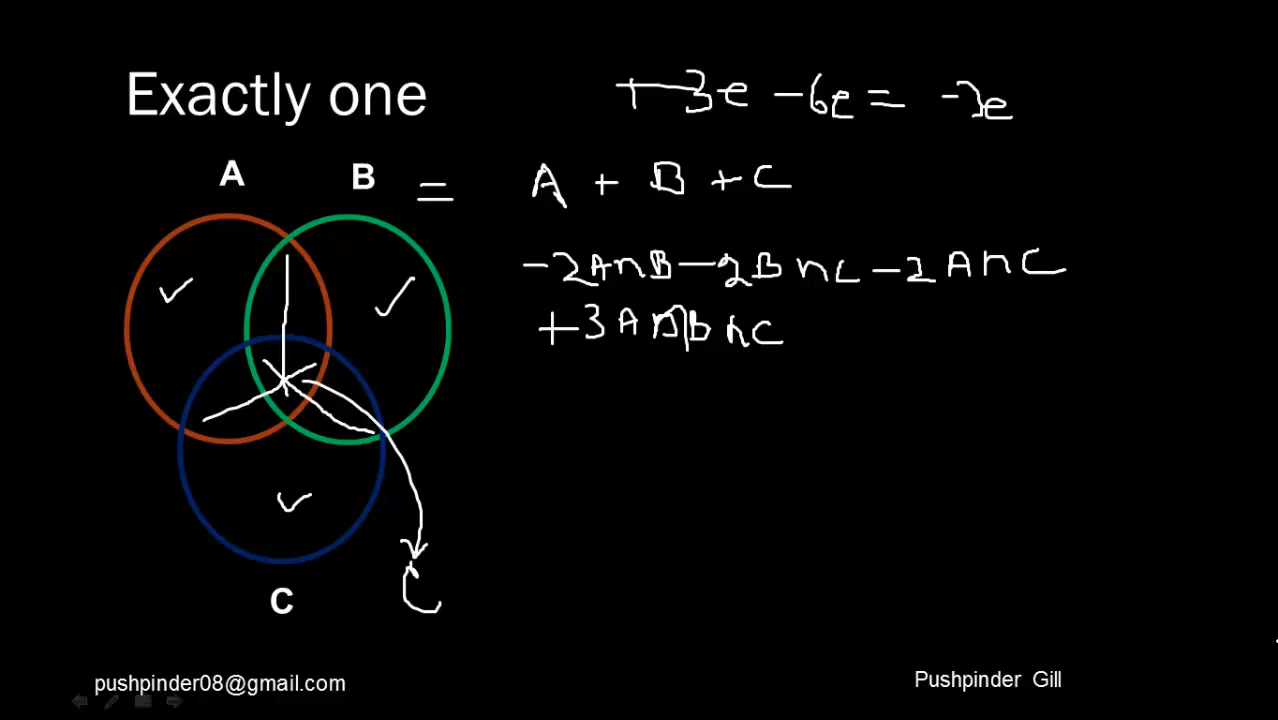 Exactly one
+3e - 6e = -3e
A B = A + B + C
-2A∩B - 2B∩C - 2A∩C
+3A∩B∩C
C
pushpinder08@gmail.com Pushpinder Gill